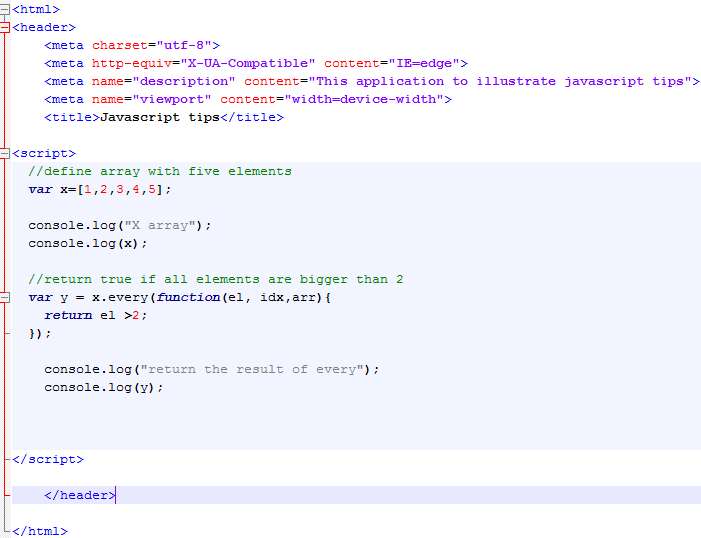 <html>
<header>
    <meta charset="utf-8">
    <meta http-equiv="X-UA-Compatible" content="IE=edge">
    <meta name="description" content="This application to illustrate javascript tips">
    <meta name="viewport" content="width=device-width">
    <title>Javascript tips</title>
<script>
  //define array with five elements
  var x=[1,2,3,4,5];
  console.log("X array");
  console.log(x);
  //return true if all elements are bigger than 2
  var y = x.every(function(el, idx,arr){
    return el >2;
  });
    console.log("return the result of every");
    console.log(y);
</script>
    </header>
</html>